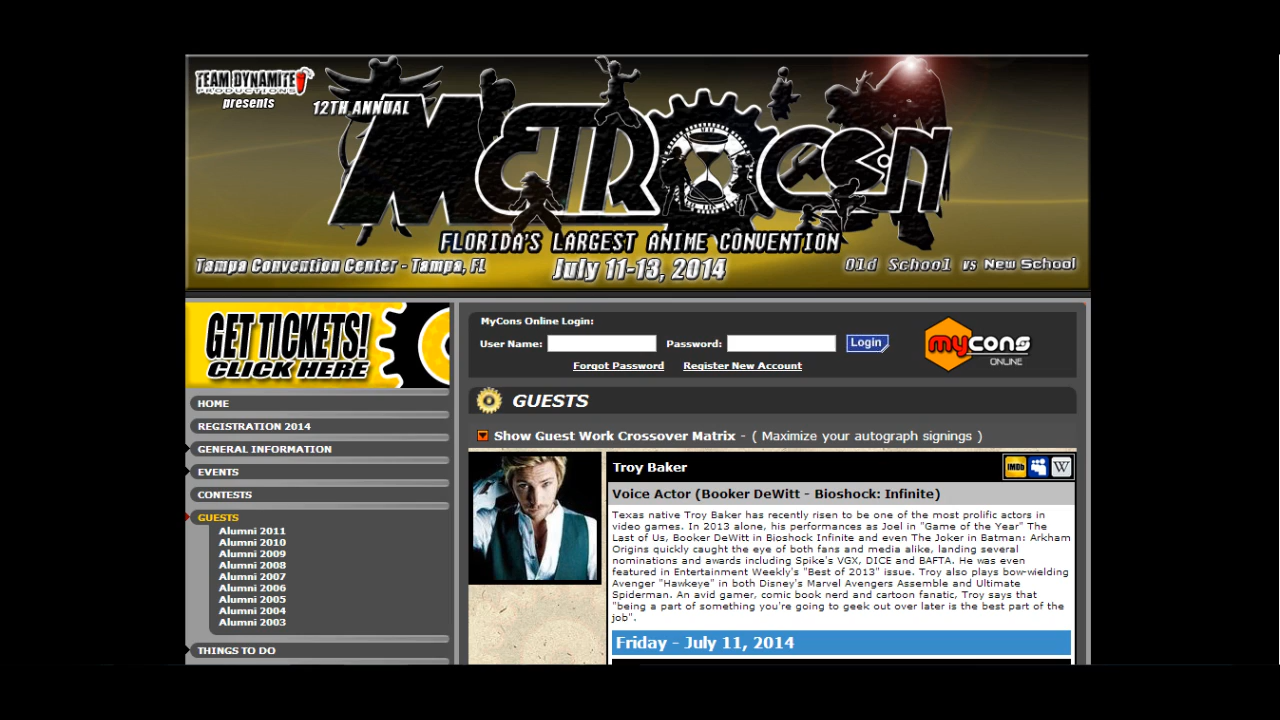 TEAM DYNAMITE
PRODUCTIONS
presents
12TH ANNUAL
METROCON
FLORIDA'S LARGEST ANIME CONVENTION
Tampa Convention Center - Tampa, FL
July 11-13, 2014
Old School vs New School
GET TICKETS!
CLICK HERE
HOME
REGISTRATION 2014
GENERAL INFORMATION
EVENTS
CONTESTS
GUESTS
Alumni 2011
Alumni 2010
Alumni 2009
Alumni 2008
Alumni 2007
Alumni 2006
Alumni 2005
Alumni 2004
Alumni 2003
THINGS TO DO
MyCons Online Login:
User Name:
Password:
Login
Forgot Password
Register New Account
mycons
ONLINE
GUESTS
Show Guest Work Crossover Matrix - ( Maximize your autograph signings )
Troy Baker
IMDb
W
Voice Actor (Booker DeWitt - Bioshock: Infinite)
Texas native Troy Baker has recently risen to be one of the most prolific actors in
video games. In 2013 alone, his performances as Joel in "Game of the Year" The
Last of Us, Booker DeWitt in Bioshock Infinite and even The Joker in Batman: Arkham
Origins quickly caught the eye of both fans and media alike, landing several
nominations and awards including Spike's VGX, DICE and BAFTA. He was even
featured in Entertainment Weekly's "Best of 2013" issue. Troy also plays bow-wielding
Avenger "Hawkeye" in both Disney's Marvel Avengers Assemble and Ultimate
Spiderman. An avid gamer, comic book nerd and cartoon fanatic, Troy says that
"being a part of something you're going to geek out over later is the best part of the
job".
Friday - July 11, 2014